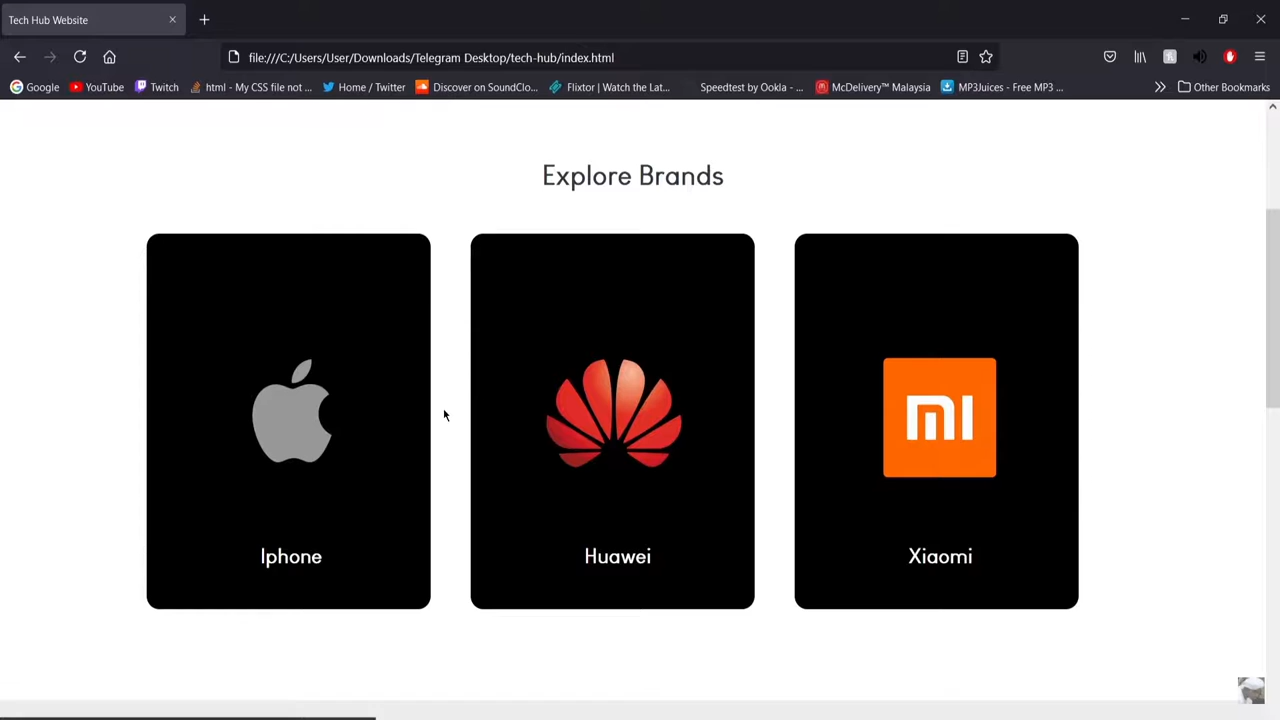 Tech Hub Website
file:///C:/Users/User/Downloads/Telegram Desktop/tech-hub/index.html
Google YouTube Twitch html - My CSS file not ... Home / Twitter Discover on SoundClo... Flixtor | Watch the Lat... Speedtest by Ookla - ... McDelivery™ Malaysia MP3Juices - Free MP3 ... Other Bookmarks
Explore Brands
mi
Iphone Huawei Xiaomi